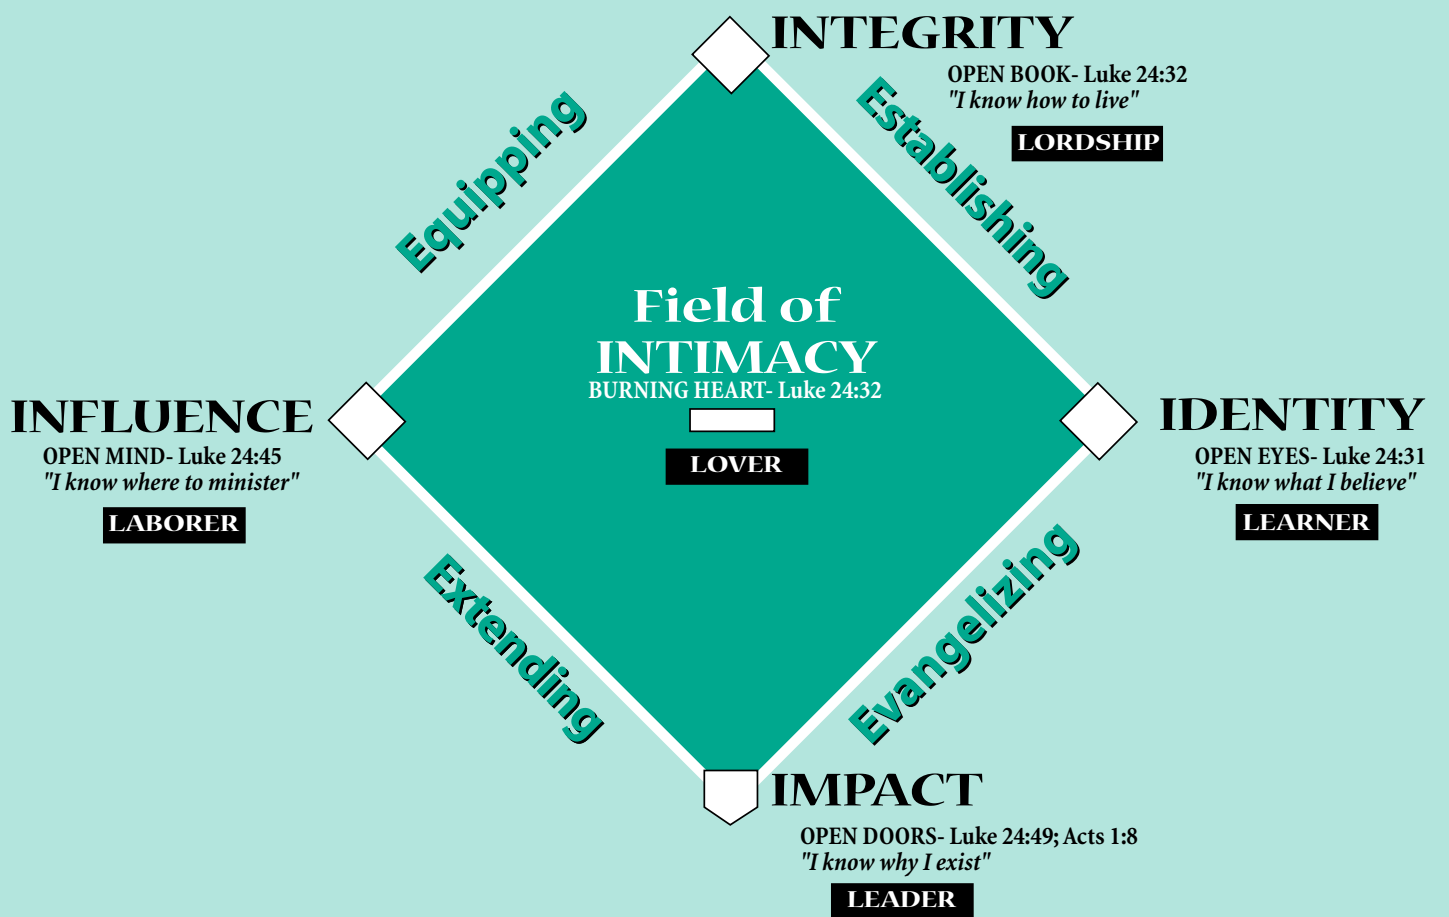 INTEGRITY
OPEN BOOK- Luke 24:32
"I know how to live"
LORDSHIP
Equipping
Establishing
Field of
INTIMACY
BURNING HEART- Luke 24:32
LOVER
INFLUENCE
OPEN MIND- Luke 24:45
"I know where to minister"
LABORER
IDENTITY
OPEN EYES- Luke 24:31
"I know what I believe"
LEARNER
Extending
Evangelizing
IMPACT
OPEN DOORS- Luke 24:49; Acts 1:8
"I know why I exist"
LEADER